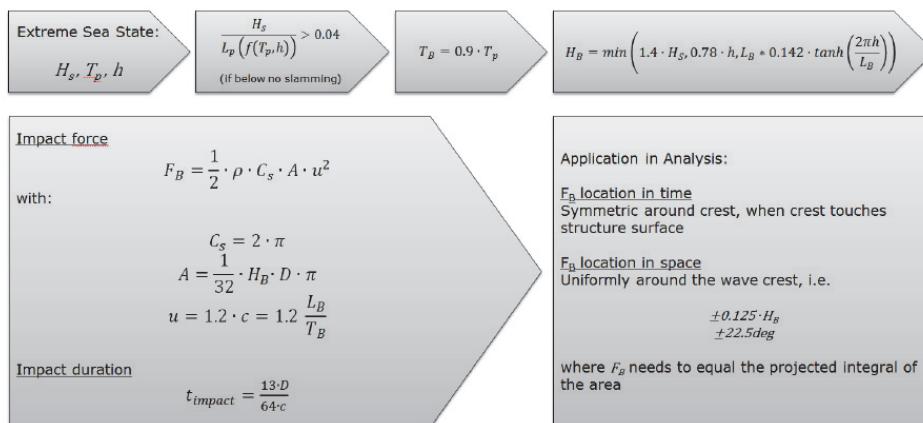 Extreme Sea State:
H_s, T_p, h
H_s / L_p(f(T_p,h)) > 0.04
(if below no slamming)
T_B = 0.9 · T_p
H_B = min(1.4 · H_S, 0.78 · h, L_B * 0.142 · tanh(2πh / L_B))
Impact force
F_B = 1/2 · ρ · C_s · A · u²
with:
C_s = 2 · π
A = 1/32 · H_B · D · π
u = 1.2 · c = 1.2 L_B / T_B
Impact duration
t_impact = 13·D / 64·c
Application in Analysis:
F_B location in time
Symmetric around crest, when crest touches
structure surface
F_B location in space
Uniformly around the wave crest, i.e.
±0.125·H_B
±22.5deg
where F_B needs to equal the projected integral of
the area